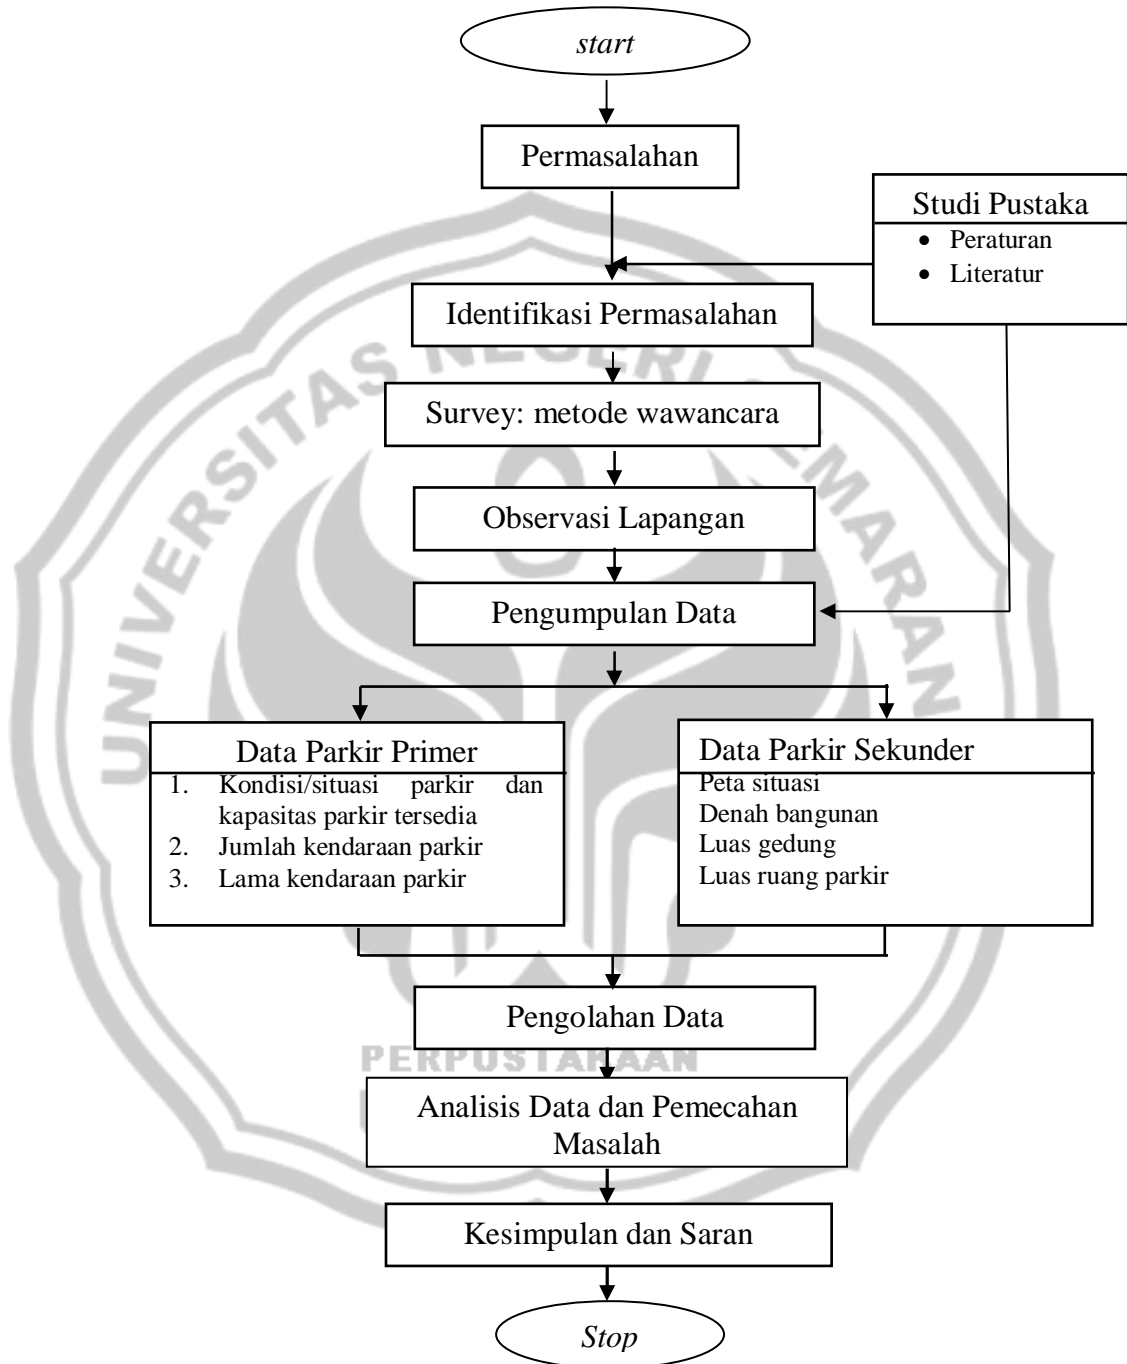 start
Permasalahan
Studi Pustaka
• Peraturan
• Literatur
Identifikasi Permasalahan
Survey: metode wawancara
Observasi Lapangan
Pengumpulan Data
Data Parkir Primer
1. Kondisi/situasi parkir dan
kapasitas parkir tersedia
2. Jumlah kendaraan parkir
3. Lama kendaraan parkir
Data Parkir Sekunder
Peta situasi
Denah bangunan
Luas gedung
Luas ruang parkir
Pengolahan Data
Analisis Data dan Pemecahan
Masalah
Kesimpulan dan Saran
Stop
UNIVERSITAS NEGERI SEMARANG
PERPUSTAKAAN